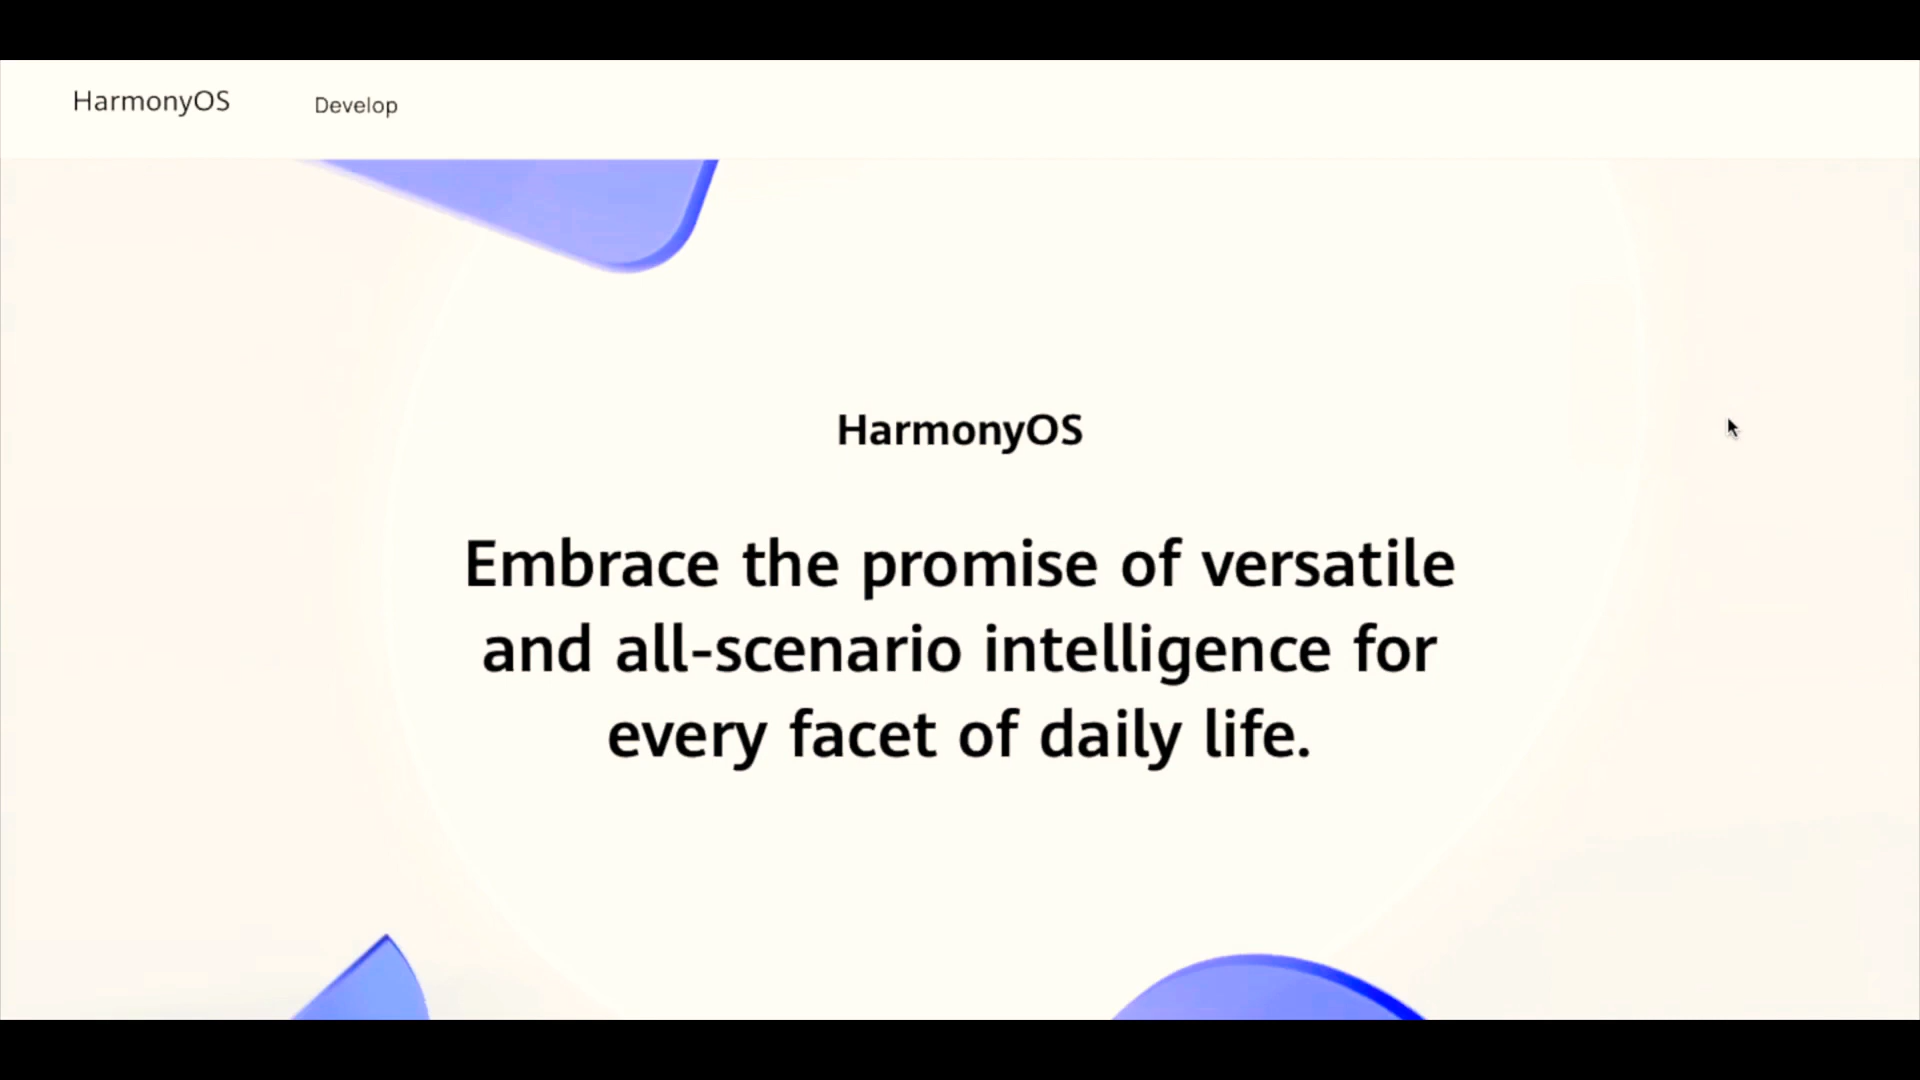 HarmonyOS
Develop
HarmonyOS
Embrace the promise of versatile
and all-scenario intelligence for
every facet of daily life.